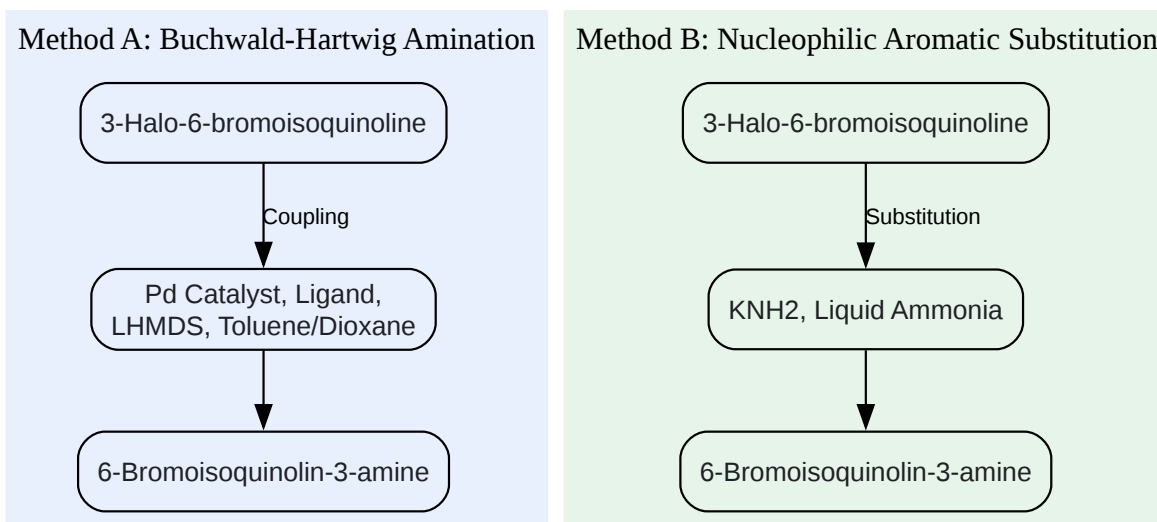 Method A: Buchwald-Hartwig Amination
3-Halo-6-bromoisoquinoline
Coupling
Pd Catalyst, Ligand,
LHMDS, Toluene/Dioxane
6-Bromoisoquinolin-3-amine
Method B: Nucleophilic Aromatic Substitution
3-Halo-6-bromoisoquinoline
Substitution
KNH2, Liquid Ammonia
6-Bromoisoquinolin-3-amine